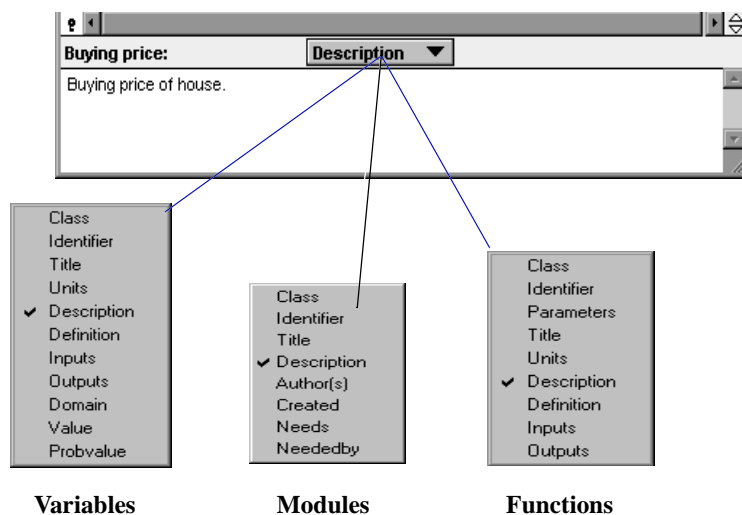 Buying price:
Description
Buying price of house.
Class
Identifier
Title
Units
Description
Definition
Inputs
Outputs
Domain
Value
Probvalue
Class
Identifier
Title
Description
Author(s)
Created
Needs
Neededby
Class
Identifier
Parameters
Title
Units
Description
Definition
Inputs
Outputs
Variables
Modules
Functions